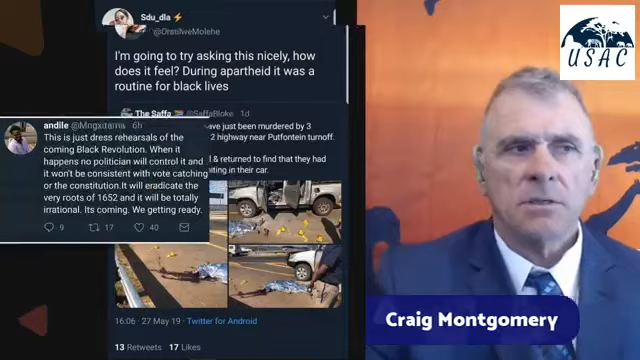 Sdu_dla⚡
I'm going to try asking this nicely, how
does it feel? During apartheid it was a
routine for black lives
The Saffa 🇿🇦 @SaffaBloke 1d
ve just been murdered by 3
2 highway near Putfontein turnoff.
& returned to find that they had
iting in their car.
andile @Mngxitama 6h
This is just dress rehearsals of the
coming Black Revolution. When it
happens no politician will control it and
it won't be consistent with vote catching
or the constitution.It will eradicate the
very roots of 1652 and it will be totally
irrational. Its coming. We getting ready.
9 17 40
16:06 · 27 May 19 · Twitter for Android
13 Retweets 17 Likes
USAC
Craig Montgomery